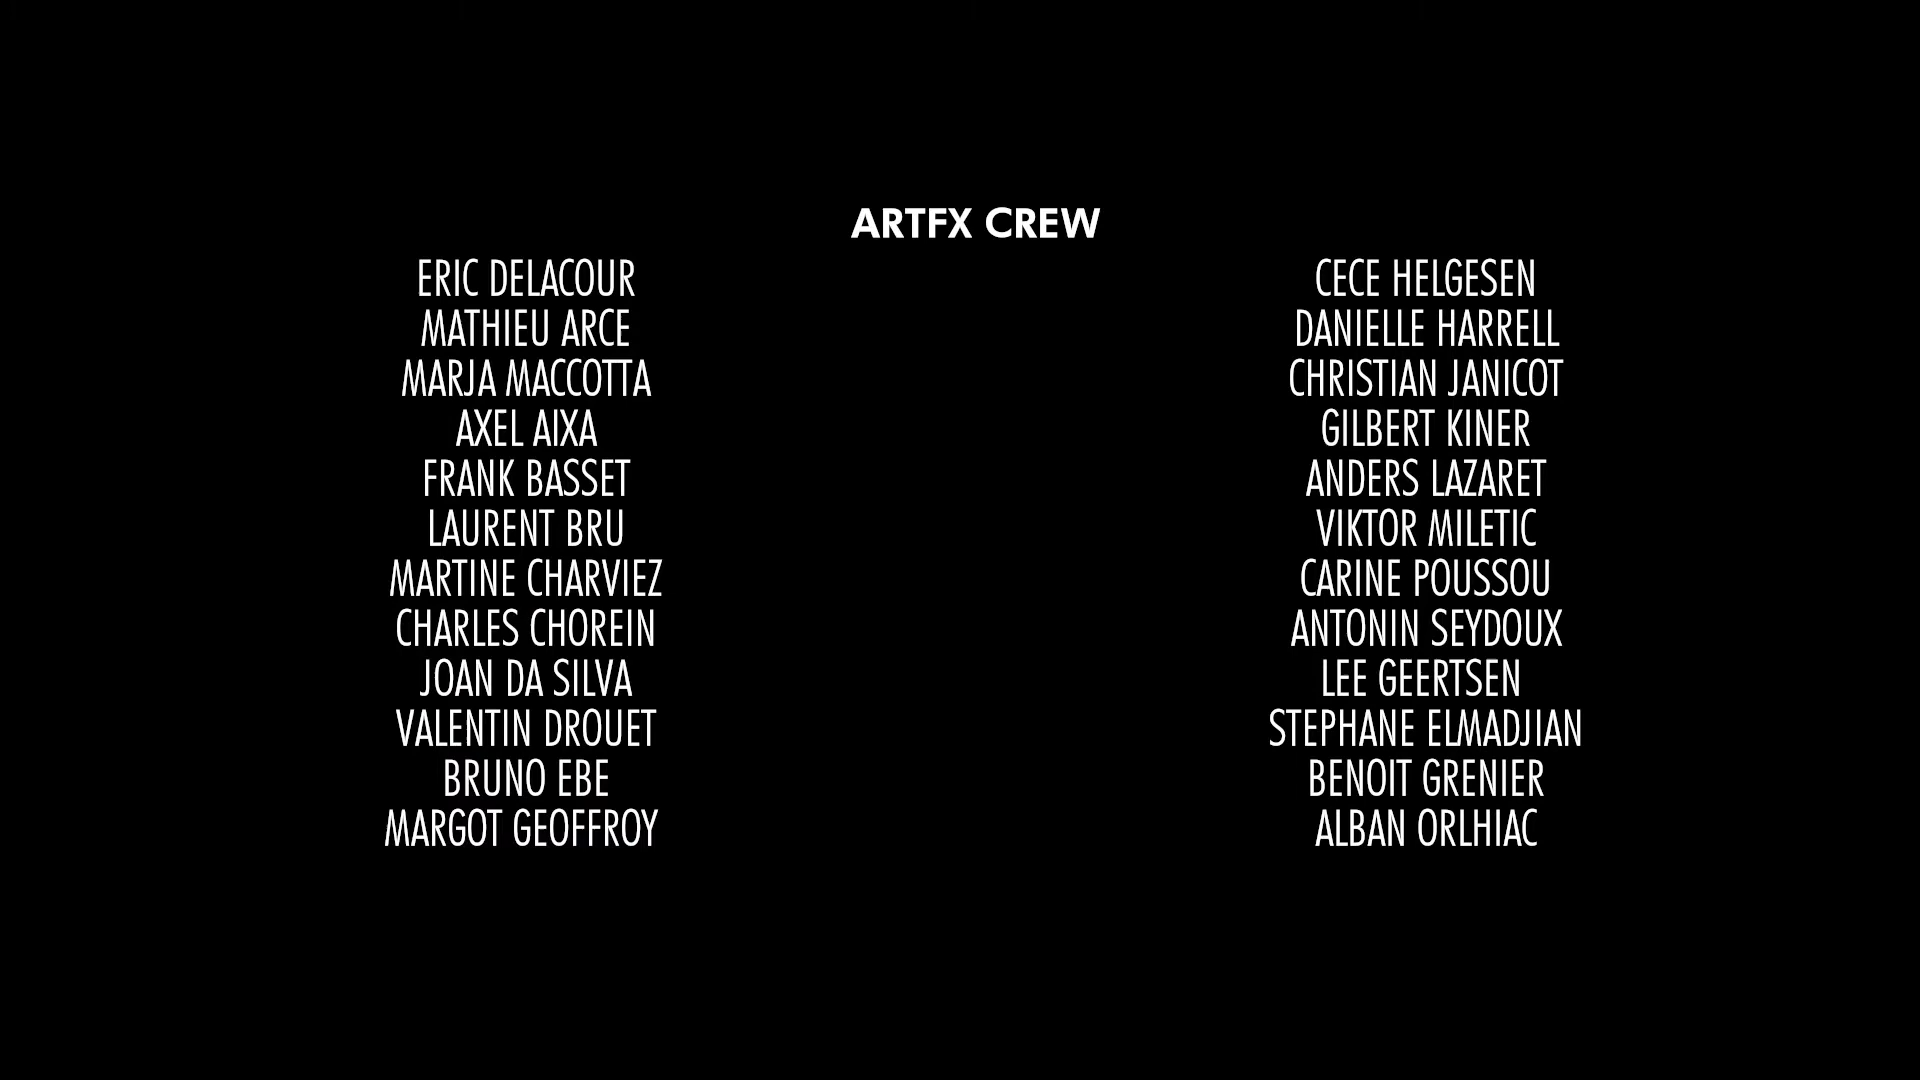 ARTFX CREW
ERIC DELACOUR
MATHIEU ARCE
MARJA MACCOTTA
AXEL AIXA
FRANK BASSET
LAURENT BRU
MARTINE CHARVIEZ
CHARLES CHOREIN
JOAN DA SILVA
VALENTIN DROUET
BRUNO EBE
MARGOT GEOFFROY
CECE HELGESEN
DANIELLE HARRELL
CHRISTIAN JANICOT
GILBERT KINER
ANDERS LAZARET
VIKTOR MILETIC
CARINE POUSSOU
ANTONIN SEYDOUX
LEE GEERTSEN
STEPHANE ELMADJIAN
BENOIT GRENIER
ALBAN ORLHIAC